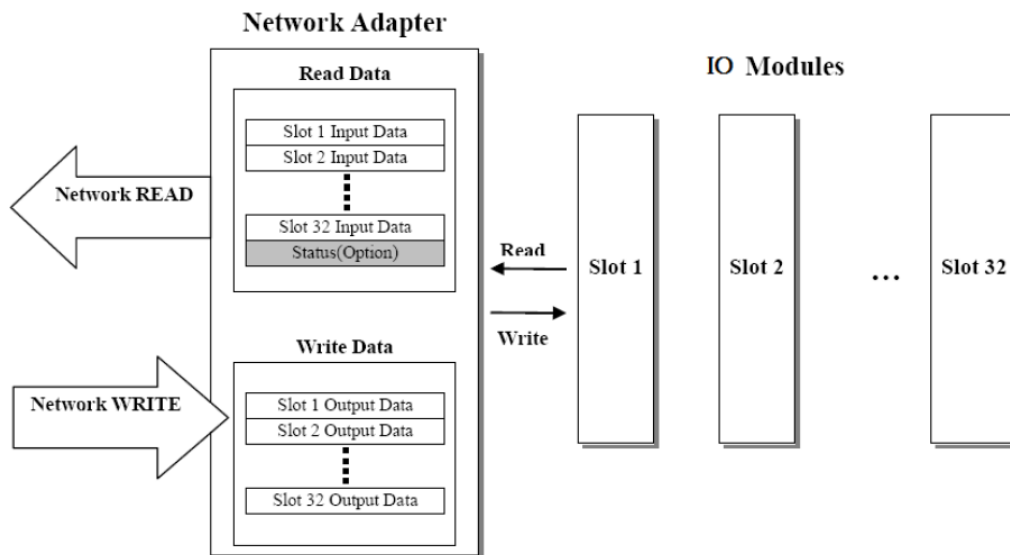 Network Adapter
Read Data
Slot 1 Input Data
Slot 2 Input Data
Slot 32 Input Data
Status(Option)
Network READ
Write Data
Slot 1 Output Data
Slot 2 Output Data
Slot 32 Output Data
Network WRITE
Read
Write
IO Modules
Slot 1
Slot 2
...
Slot 32